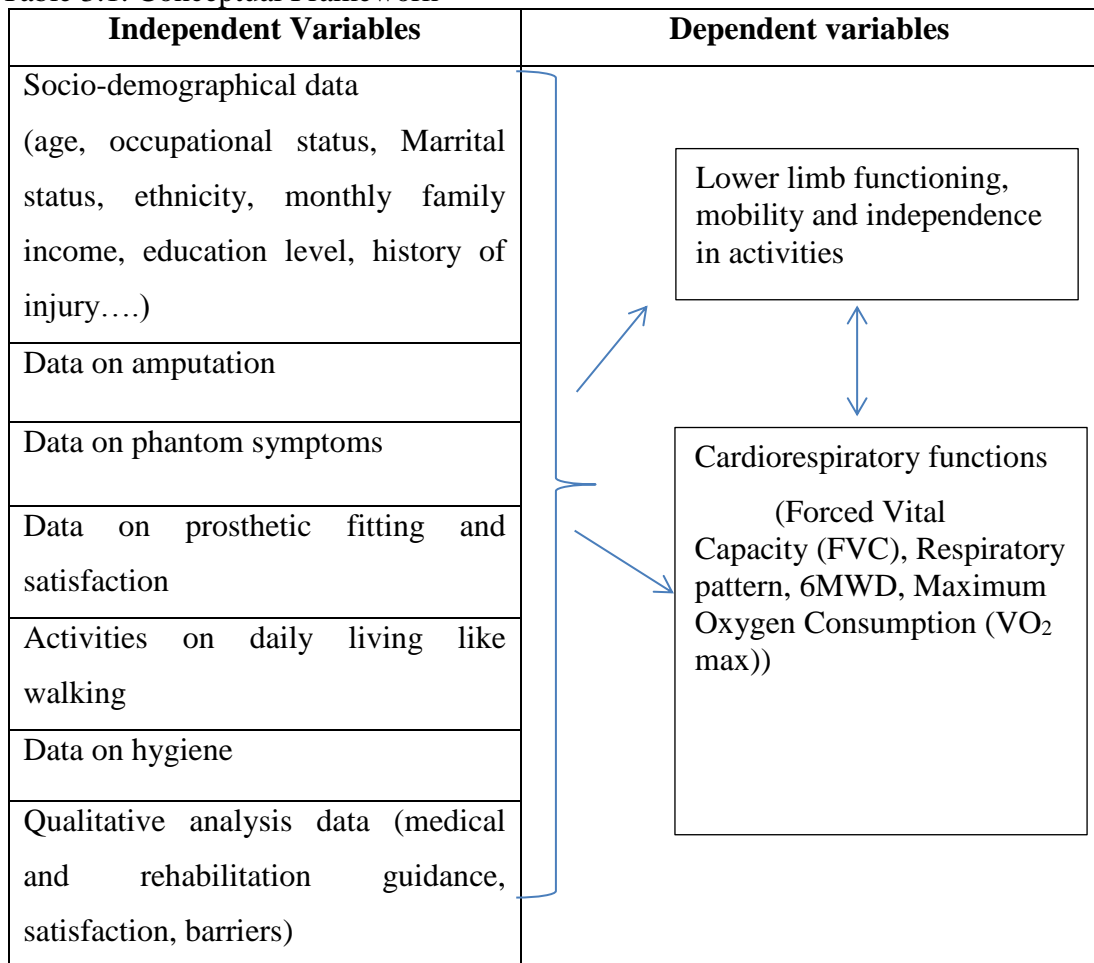 Table 3.1: Conceptual Framework
Independent Variables
Dependent variables
Socio-demographical data
(age, occupational status, Marrital
status, ethnicity, monthly family
income, education level, history of
injury….)
Data on amputation
Data on phantom symptoms
Data on prosthetic fitting and
satisfaction
Activities on daily living like
walking
Data on hygiene
Qualitative analysis data (medical
and rehabilitation guidance,
satisfaction, barriers)
Lower limb functioning,
mobility and independence
in activities
Cardiorespiratory functions
(Forced Vital
Capacity (FVC), Respiratory
pattern, 6MWD, Maximum
Oxygen Consumption (VO₂
max))